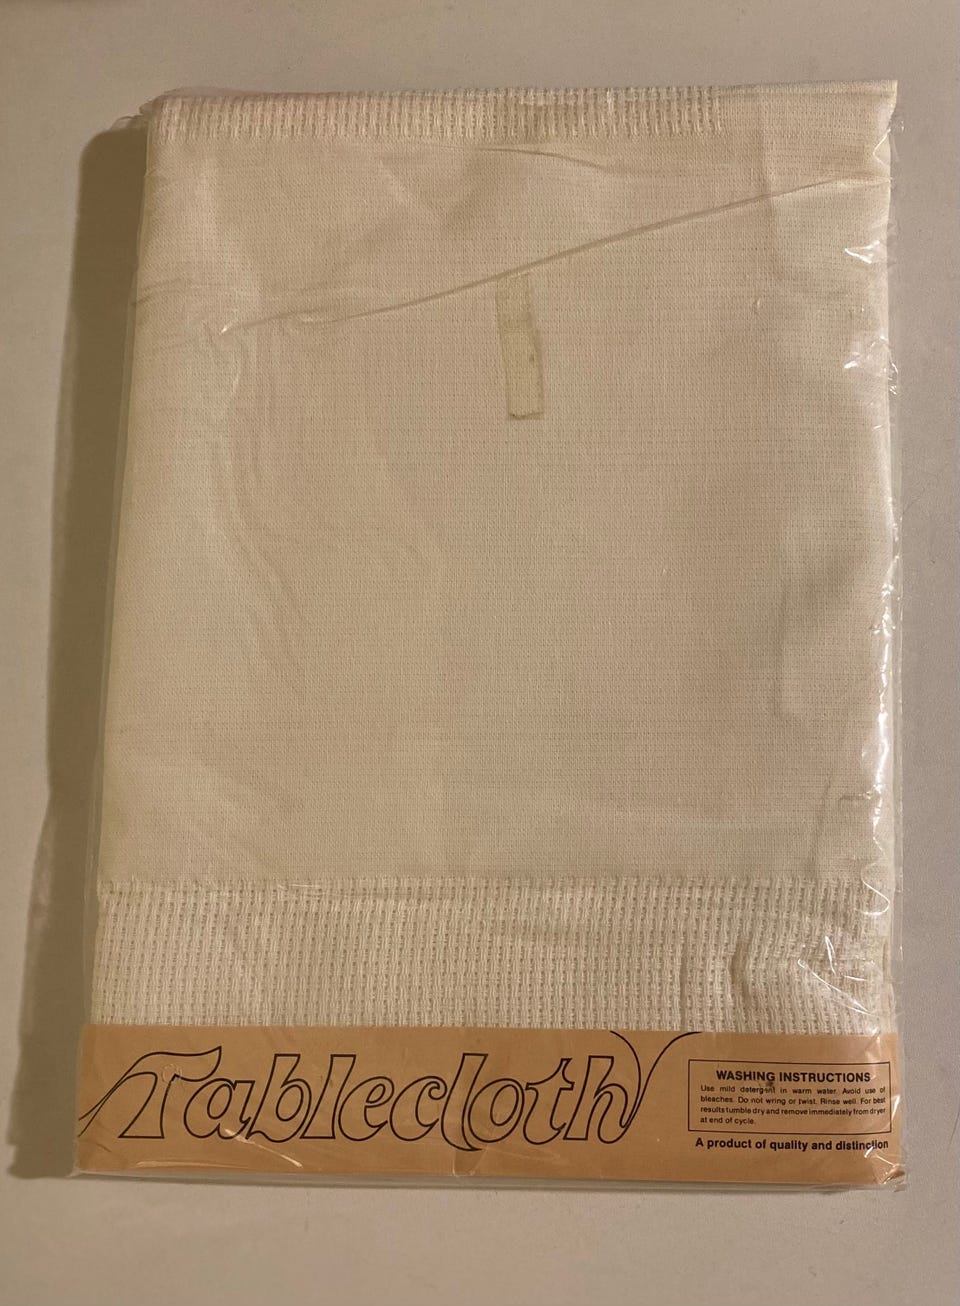 Tablecloth
WASHING INSTRUCTIONS
Use mild detergent in warm water. Avoid use of
bleaches. Do not wring or twist. Rinse well. For best
results tumble dry and remove immediately from dryer
at end of cycle.
A product of quality and distinction